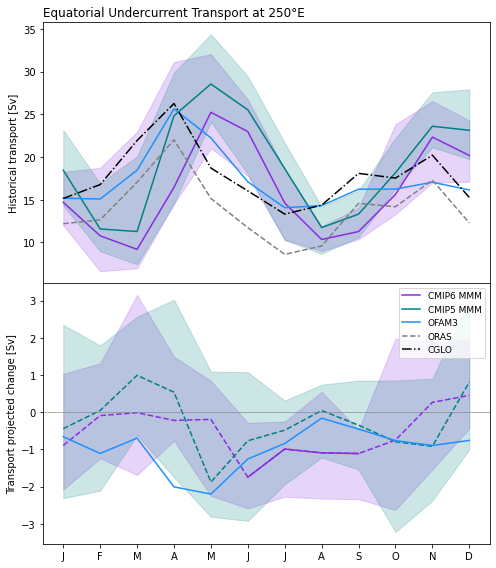 Equatorial Undercurrent Transport at 250°E
Historical transport [Sv]
35
30
25
20
15
10
CMIP6 MMM
CMIP5 MMM
OFAM3
ORAS
CGLO
Transport projected change [Sv]
3
2
1
0
−1
−2
−3
J F M A M J J A S O N D